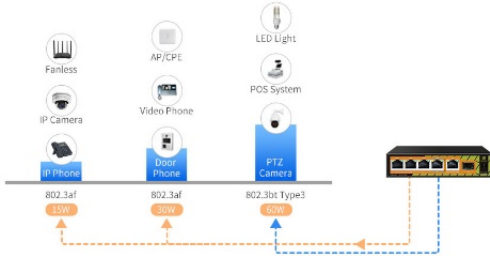 LED Light
AP/CPE
Fanless
POS System
Video Phone
IP Camera
IP Phone
Door
Phone
PTZ
Camera
802.3af
802.3af
802.3bt Type3
15W
30W
60W